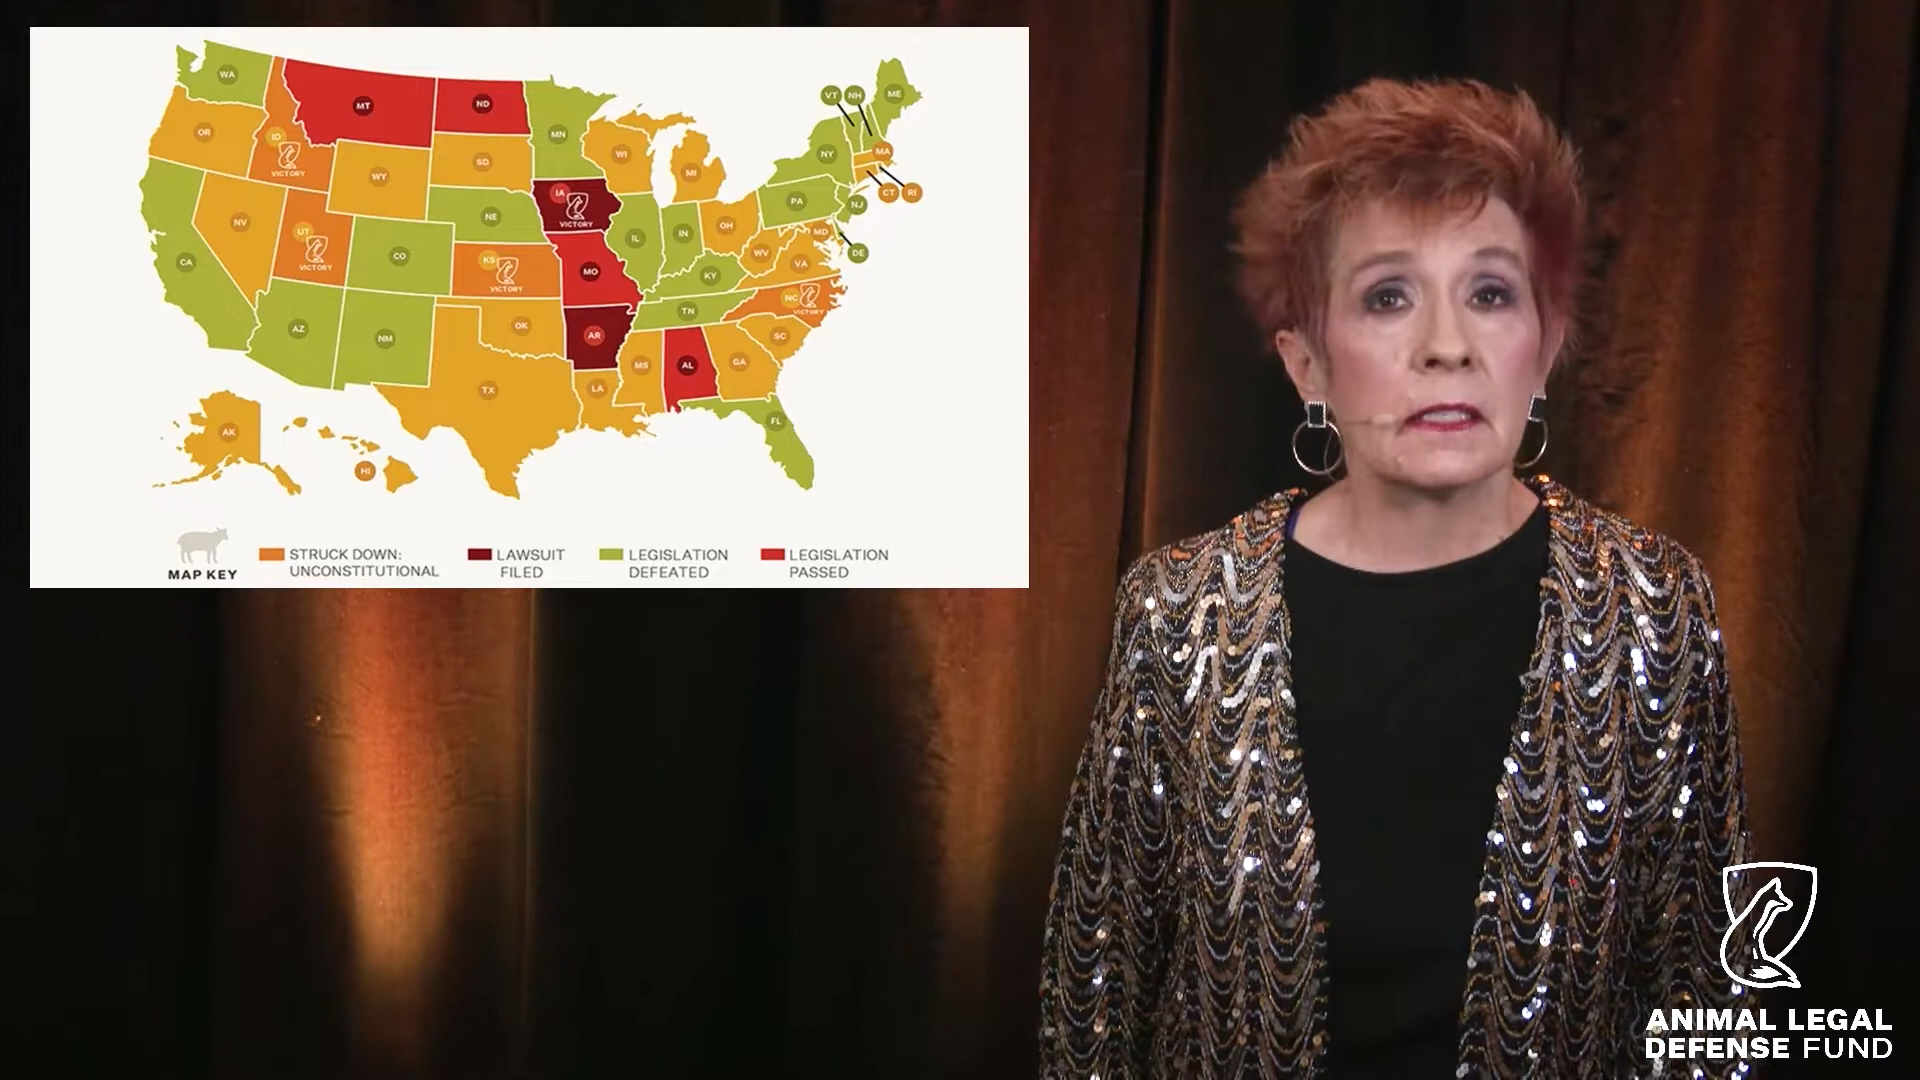 WA
MT
ND
MN
VT
NH
ME
OR
ID
VICTORY
SD
WI
MI
NY
MA
WY
CT
RI
IA
VICTORY
NE
PA
NJ
NV
UT
VICTORY
CO
KS
VICTORY
IL
IN
OH
MD
DE
CA
MO
WV
VA
KY
NC
VICTORY
AZ
NM
OK
AR
TN
SC
TX
LA
MS
AL
GA
FL
AK
HI
MAP KEY
STRUCK DOWN:
UNCONSTITUTIONAL
LAWSUIT
FILED
LEGISLATION
DEFEATED
LEGISLATION
PASSED
ANIMAL LEGAL
DEFENSE FUND